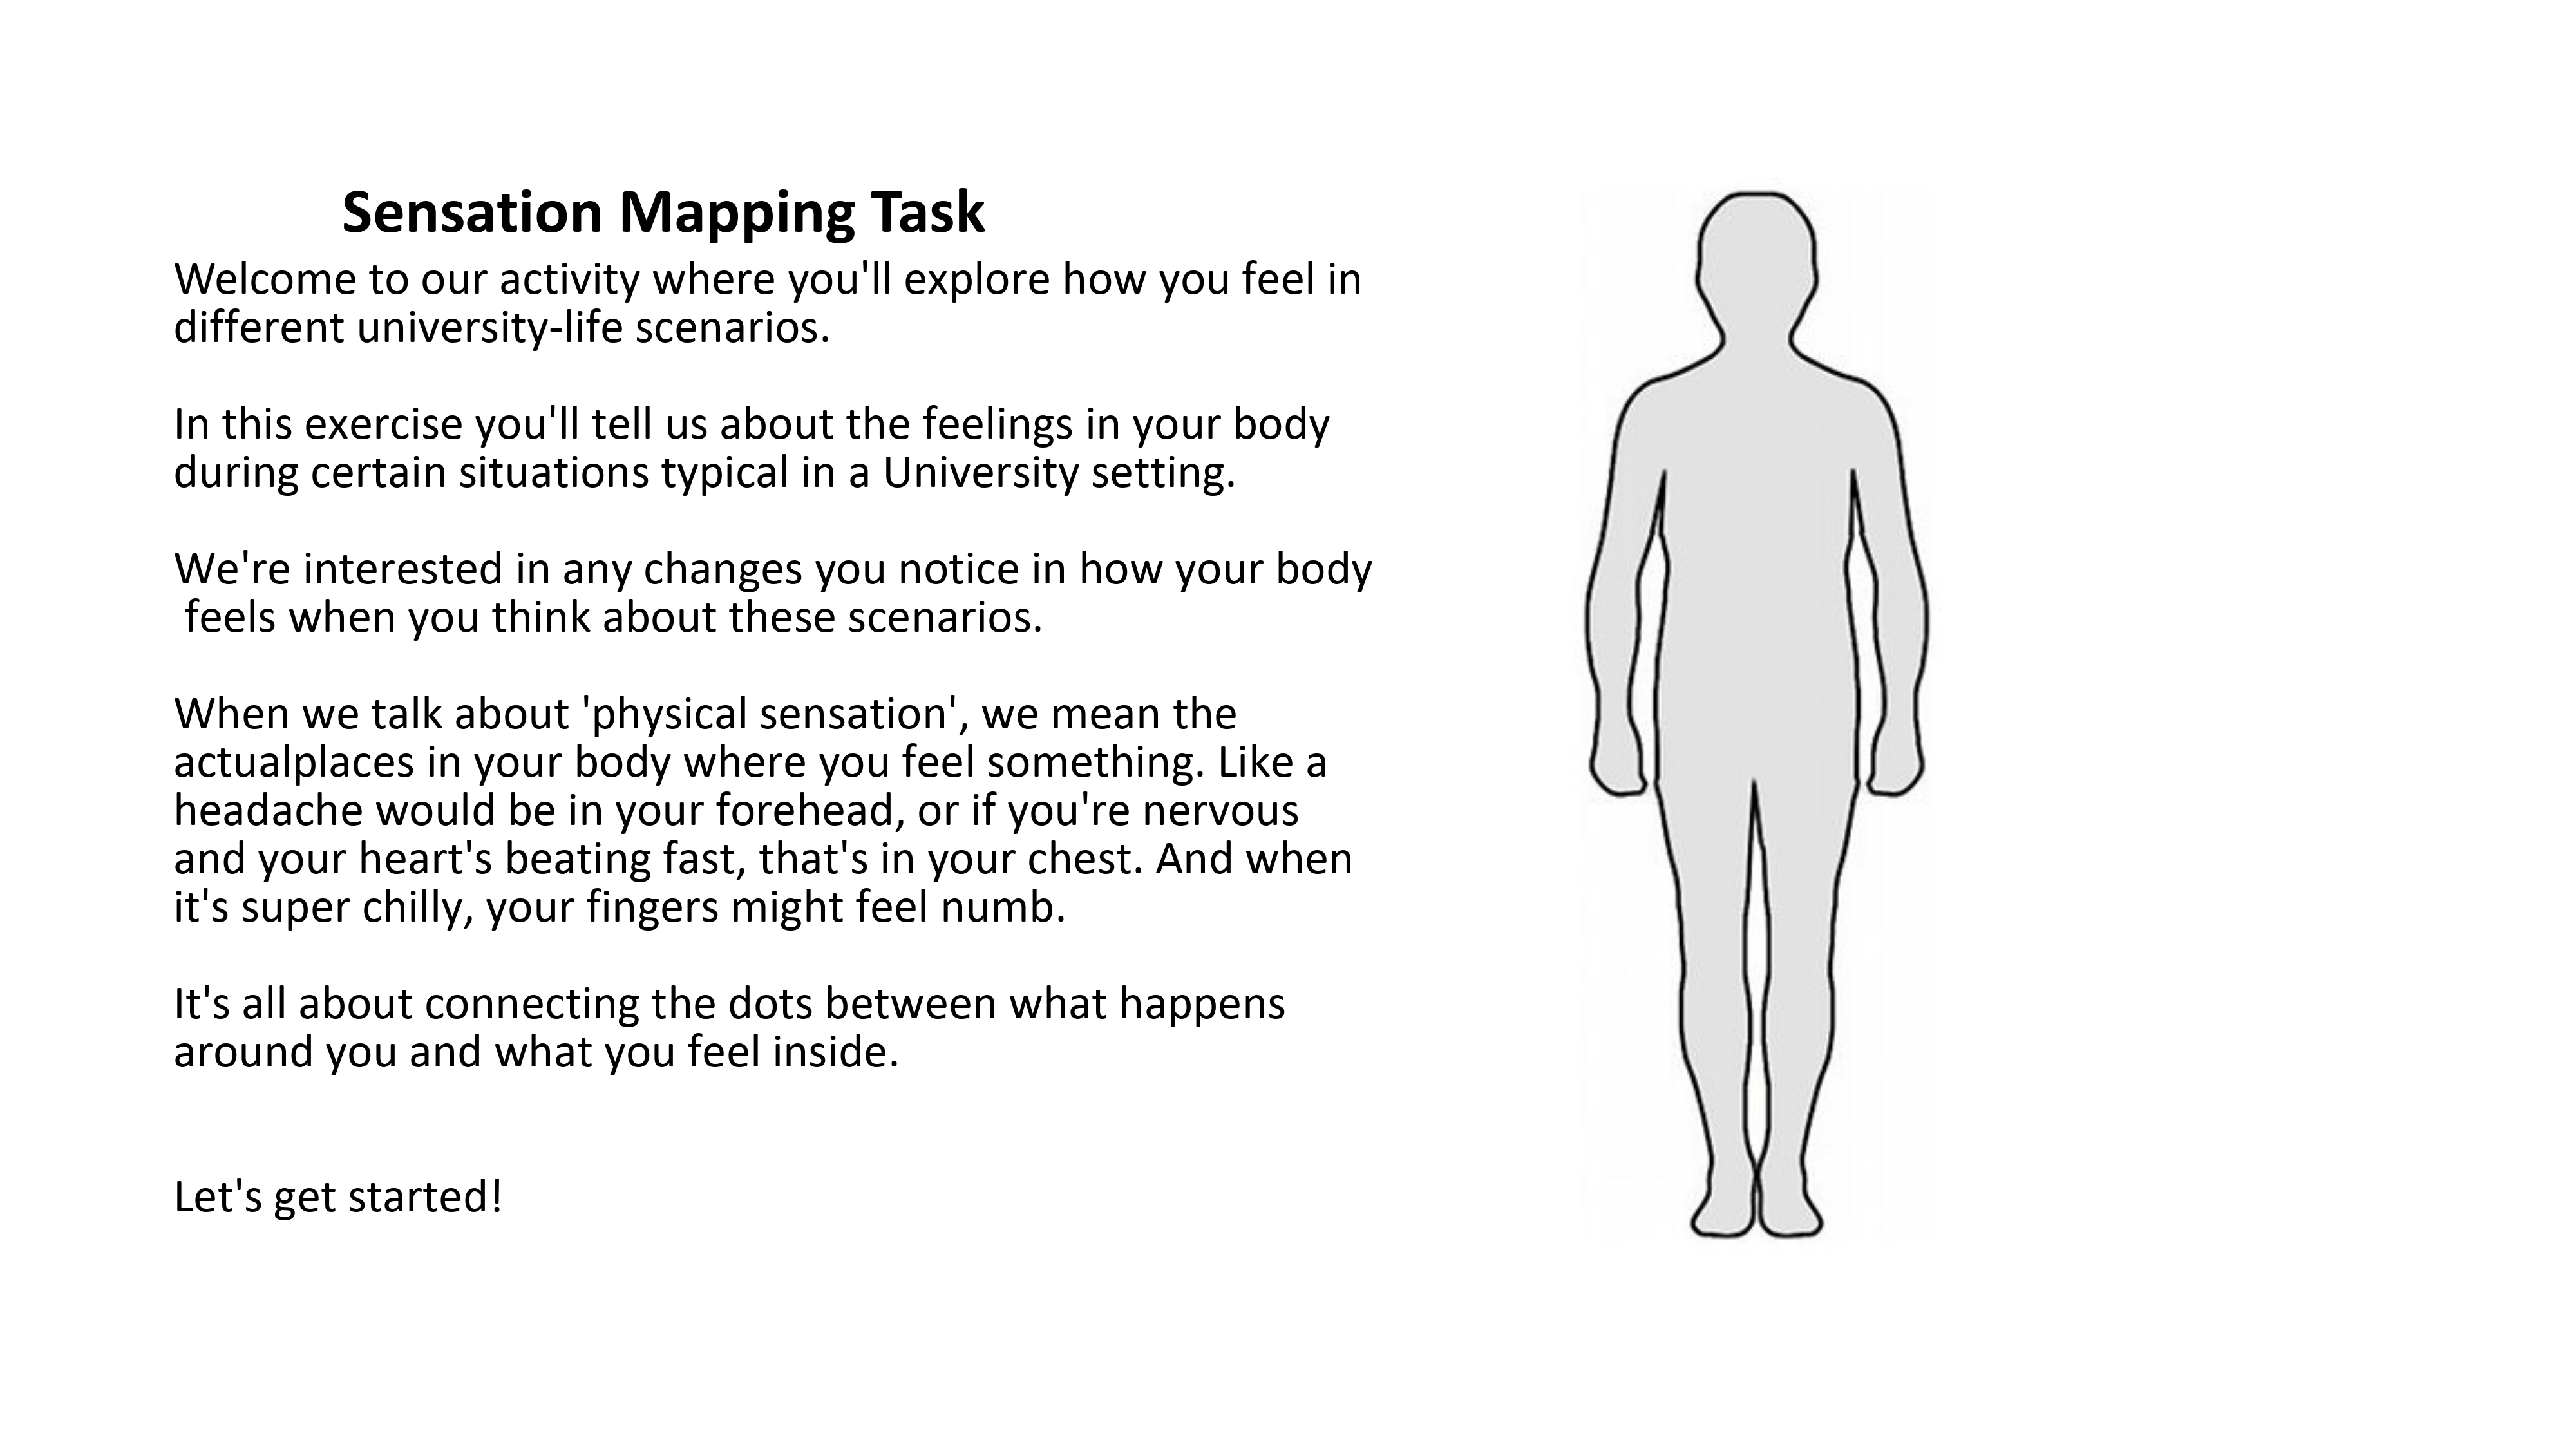 Sensation Mapping Task
Welcome to our activity where you'll explore how you feel in
different university-life scenarios.
In this exercise you'll tell us about the feelings in your body
during certain situations typical in a University setting.
We're interested in any changes you notice in how your body
feels when you think about these scenarios.
When we talk about 'physical sensation', we mean the
actualplaces in your body where you feel something. Like a
headache would be in your forehead, or if you're nervous
and your heart's beating fast, that's in your chest. And when
it's super chilly, your fingers might feel numb.
It's all about connecting the dots between what happens
around you and what you feel inside.
Let's get started!